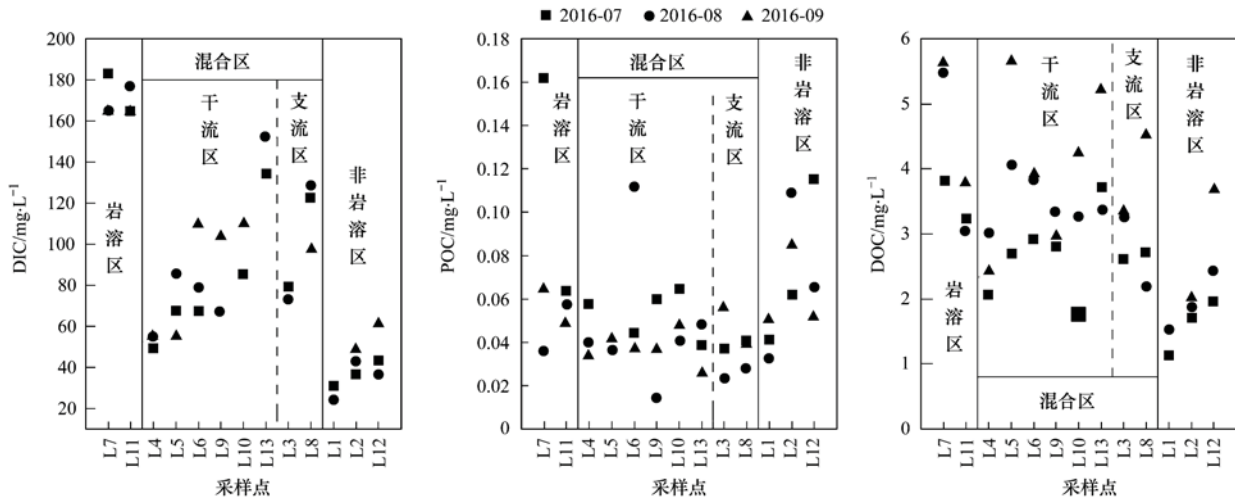 ■ 2016-07 ● 2016-08 ▲ 2016-09
DIC/mg·L⁻¹
200
180
160
140
120
100
80
60
40
20
混合区
岩溶区
干流区
支流区
非岩溶区
L7
L11
L4
L5
L6
L9
L10
L13
L3
L8
L1
L2
L12
采样点
POC/mg·L⁻¹
0.18
0.16
0.14
0.12
0.10
0.08
0.06
0.04
0.02
0.00
混合区
岩溶区
干流区
支流区
非岩溶区
L7
L11
L4
L5
L6
L9
L10
L13
L3
L8
L1
L2
L12
采样点
DOC/mg·L⁻¹
6
5
4
3
2
1
0
岩溶区
干流区
支流区
非岩溶区
混合区
L7
L11
L4
L5
L6
L9
L10
L13
L3
L8
L1
L2
L12
采样点